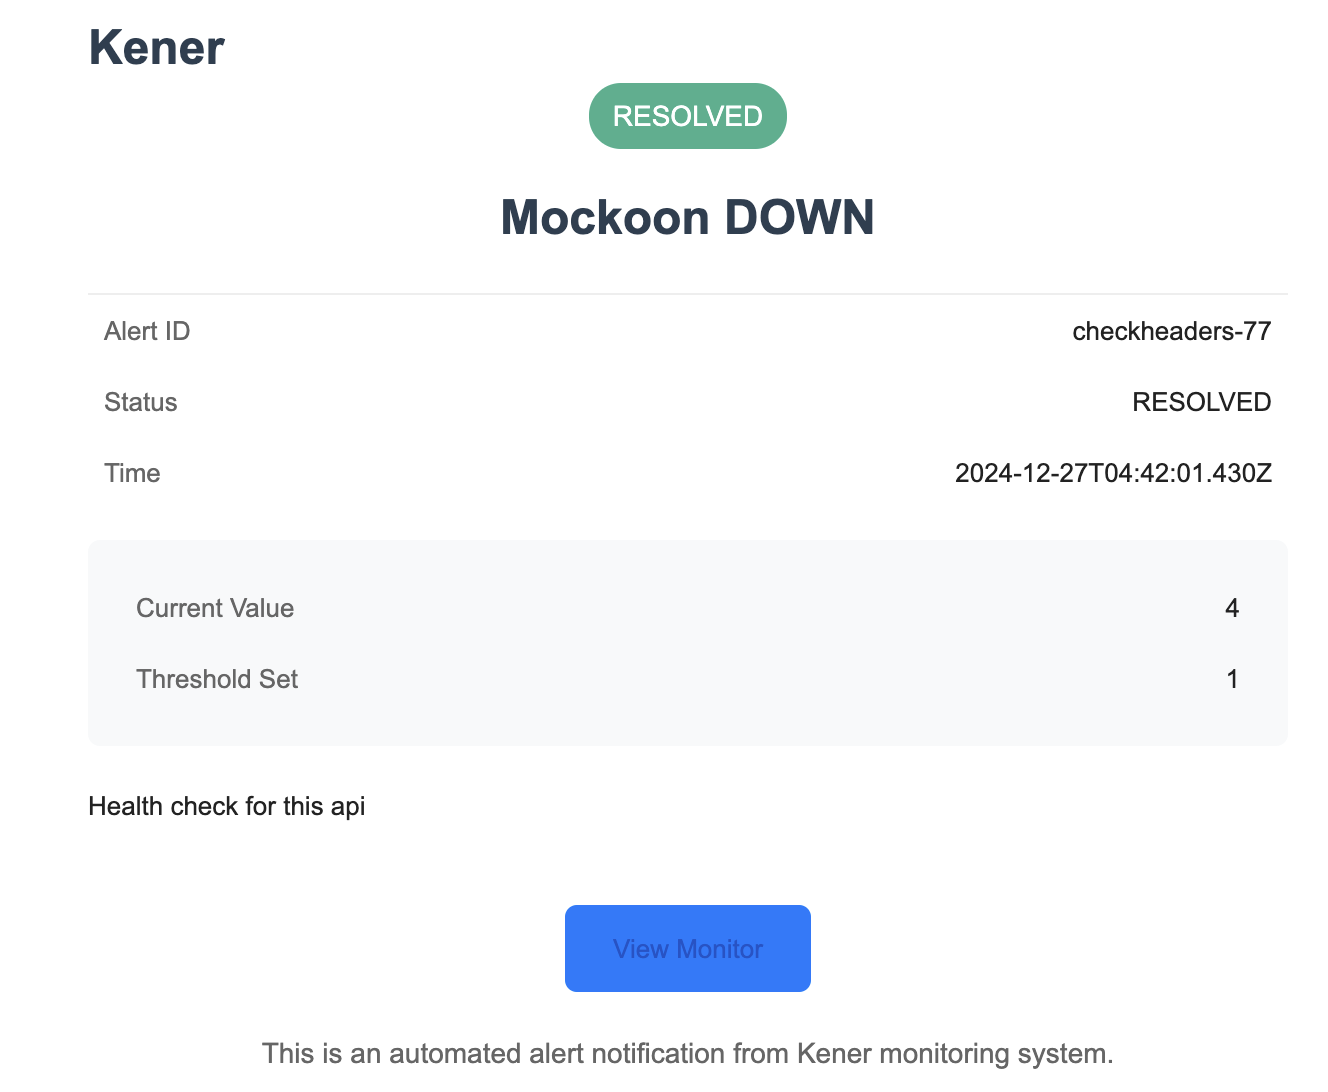 Kener
RESOLVED
Mockoon DOWN
Alert ID checkheaders-77
Status RESOLVED
Time 2024-12-27T04:42:01.430Z
Current Value 4
Threshold Set 1
Health check for this api
View Monitor
This is an automated alert notification from Kener monitoring system.